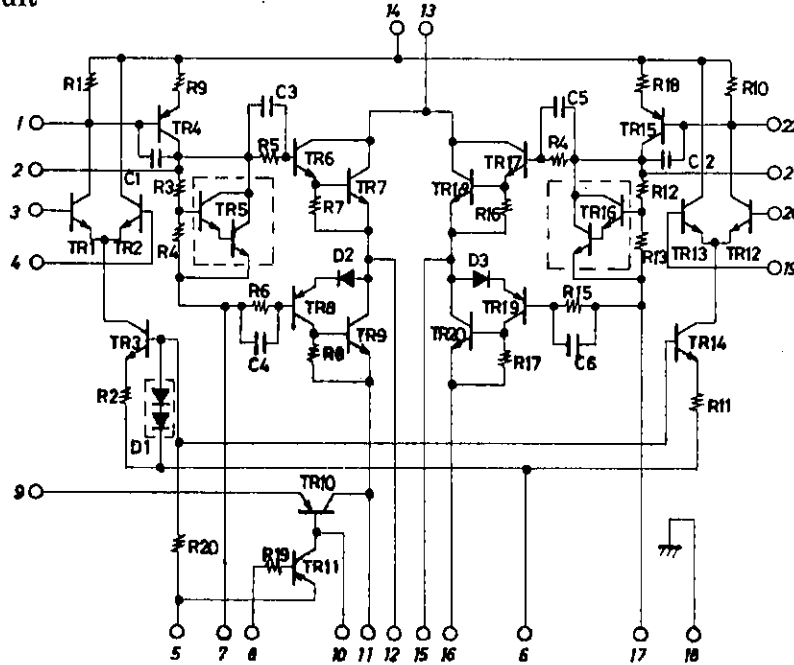 uit
14 13
R1 R9 C3 C5 R18 R10
1 TR4 R5 TR6 TR17 R4 TR15 22
2 C1 R3 TR7 TR18 C 2 2
R7 R16 R12
3 TR5 TR16 20
TR1 TR2 R4 R13 TR13 TR12
4 D2 D3 19
R6 TR8 TR19 R15
TR3 TR9 TR20 TR14
C4 R8 R17 C6
R2 R11
D1
9 TR10
R20 R19 TR11
5 7 8 10 11 12 15 16 6 17 18